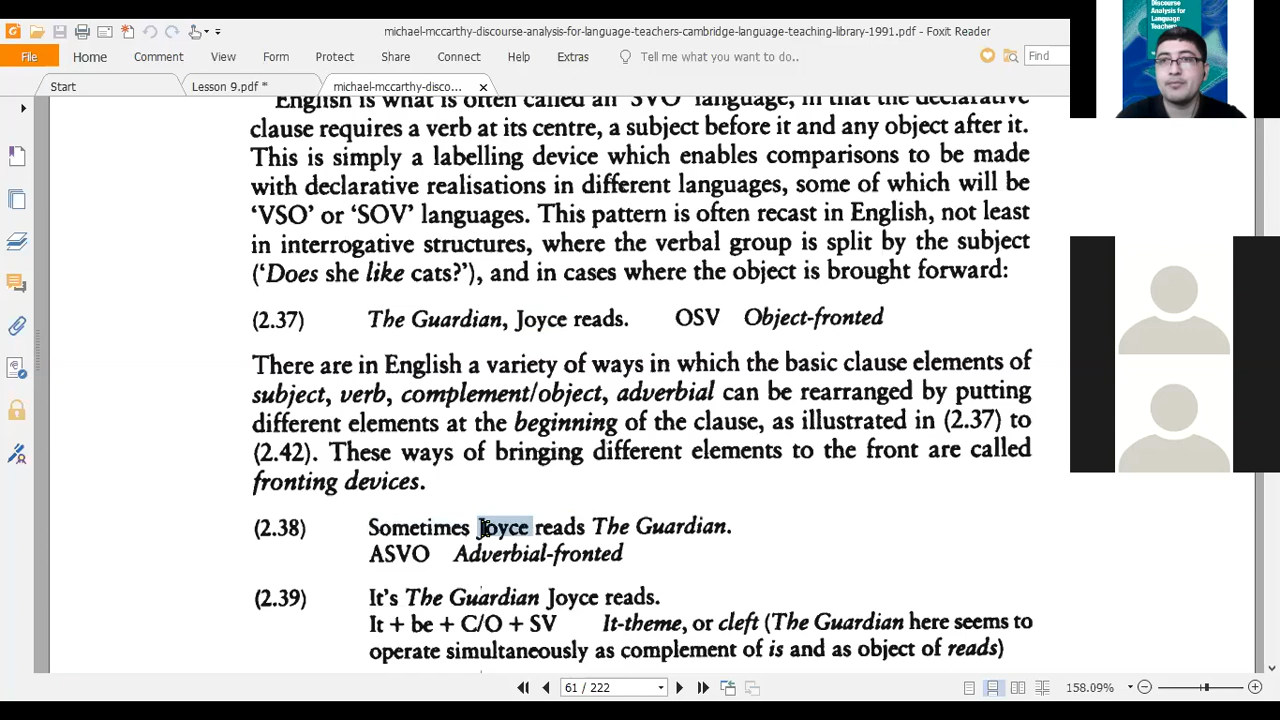 michael-mccarthy-discourse-analysis-for-language-teachers-cambridge-language-teaching-library-1991.pdf - Foxit Reader
File Home Comment View Form Protect Share Connect Help Extras Tell me what you want to do... Find
Start Lesson 9.pdf * michael-mccarthy-disco...
Discourse
Analysis for
Language
Teachers
English is what is often called an 'SVO' language, in that the declarative
clause requires a verb at its centre, a subject before it and any object after it.
This is simply a labelling device which enables comparisons to be made
with declarative realisations in different languages, some of which will be
'VSO' or 'SOV' languages. This pattern is often recast in English, not least
in interrogative structures, where the verbal group is split by the subject
('Does she like cats?'), and in cases where the object is brought forward:
(2.37) The Guardian, Joyce reads. OSV Object-fronted
There are in English a variety of ways in which the basic clause elements of
subject, verb, complement/object, adverbial can be rearranged by putting
different elements at the beginning of the clause, as illustrated in (2.37) to
(2.42). These ways of bringing different elements to the front are called
fronting devices.
(2.38) Sometimes Joyce reads The Guardian.
ASVO Adverbial-fronted
(2.39) It's The Guardian Joyce reads.
It + be + C/O + SV It-theme, or cleft (The Guardian here seems to
operate simultaneously as complement of is and as object of reads)
61 / 222 158.09%